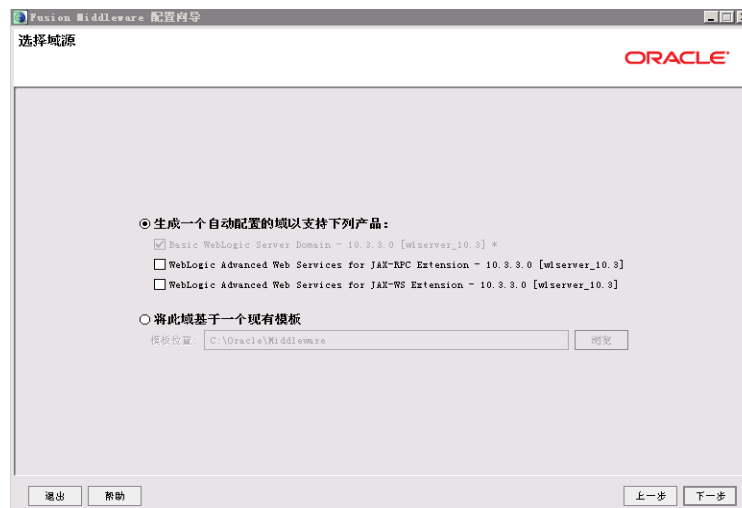 Fusion Middleware 配置向导
选择域源
ORACLE
生成一个自动配置的域以支持下列产品:
Basic WebLogic Server Domain - 10.3.3.0 [wlserver_10.3] *
WebLogic Advanced Web Services for JAX-RPC Extension - 10.3.3.0 [wlserver_10.3]
WebLogic Advanced Web Services for JAX-WS Extension - 10.3.3.0 [wlserver_10.3]
将此域基于一个现有模板
模板位置: C:\Oracle\Middleware 浏览
退出 帮助 上一步 下一步